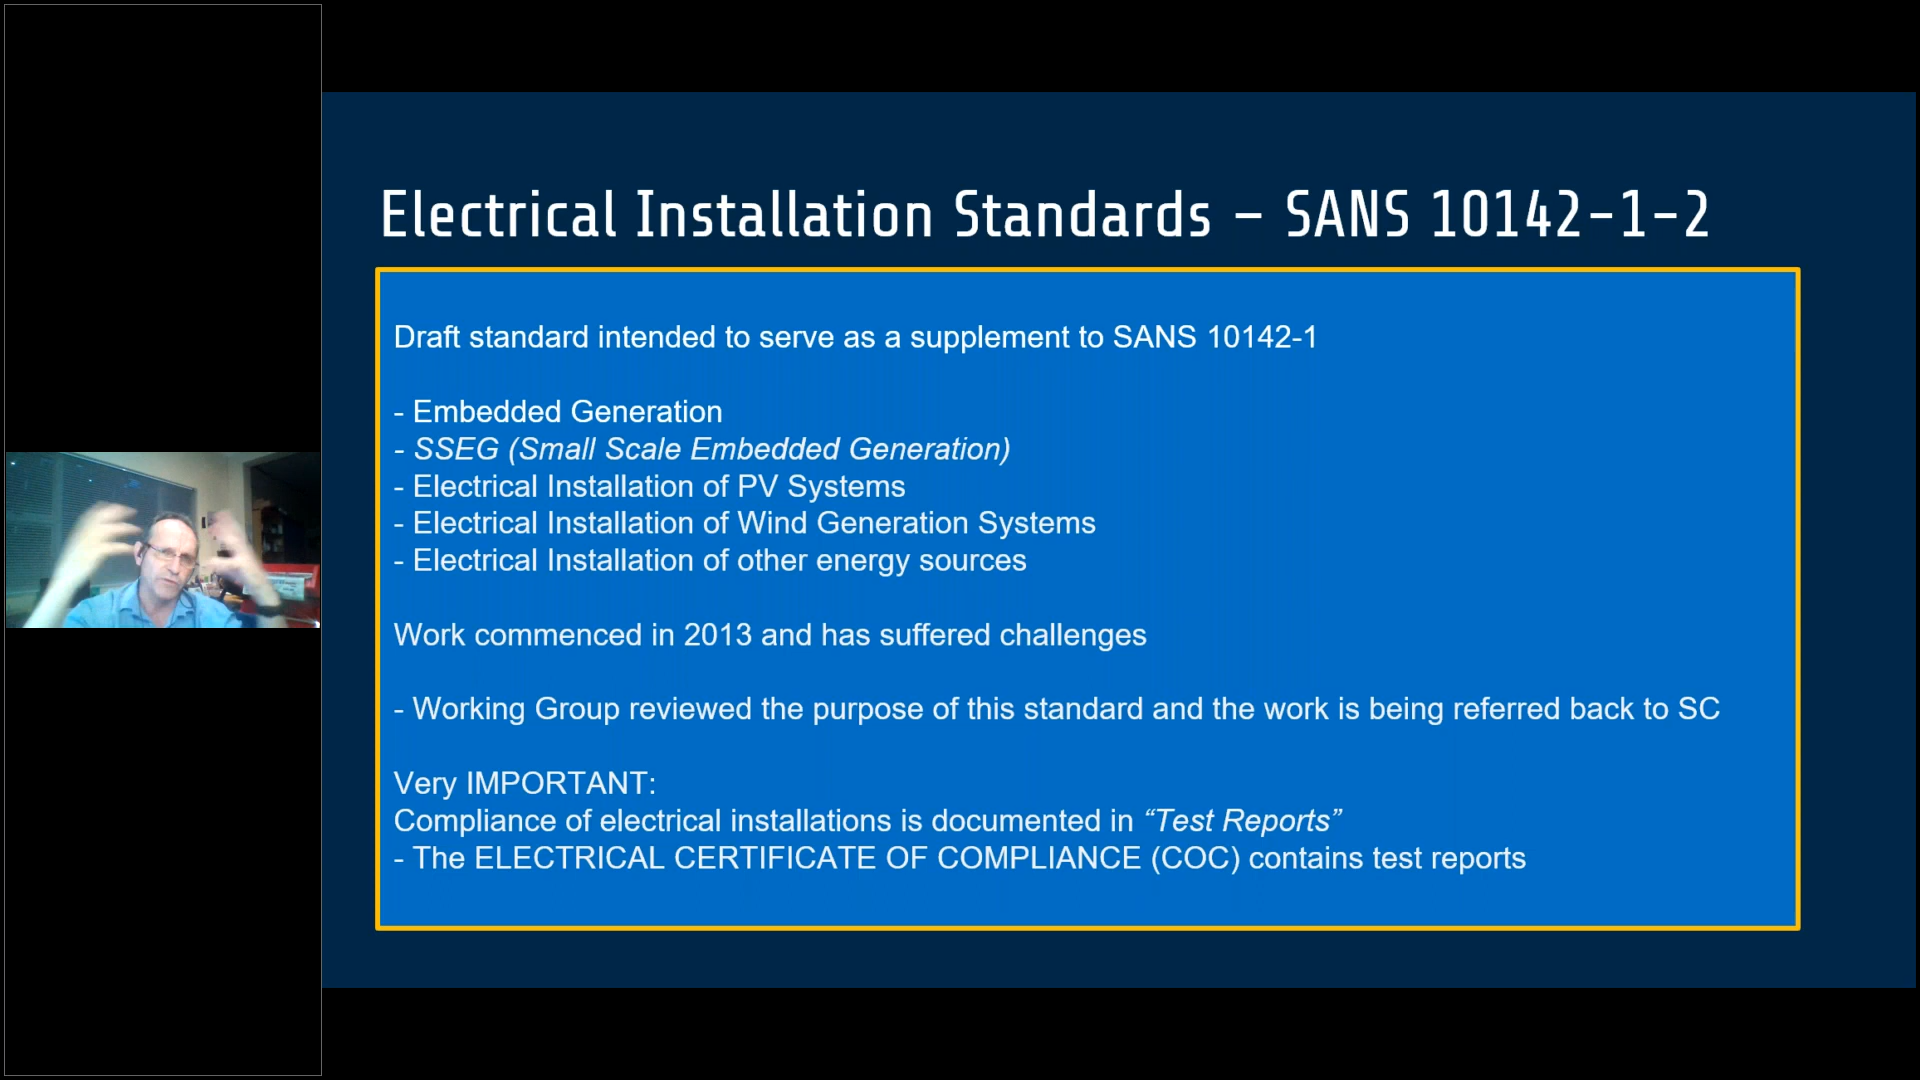 Electrical Installation Standards – SANS 10142-1-2
Draft standard intended to serve as a supplement to SANS 10142-1
- Embedded Generation
- SSEG (Small Scale Embedded Generation)
- Electrical Installation of PV Systems
- Electrical Installation of Wind Generation Systems
- Electrical Installation of other energy sources
Work commenced in 2013 and has suffered challenges
- Working Group reviewed the purpose of this standard and the work is being referred back to SC
Very IMPORTANT:
Compliance of electrical installations is documented in “Test Reports”
- The ELECTRICAL CERTIFICATE OF COMPLIANCE (COC) contains test reports